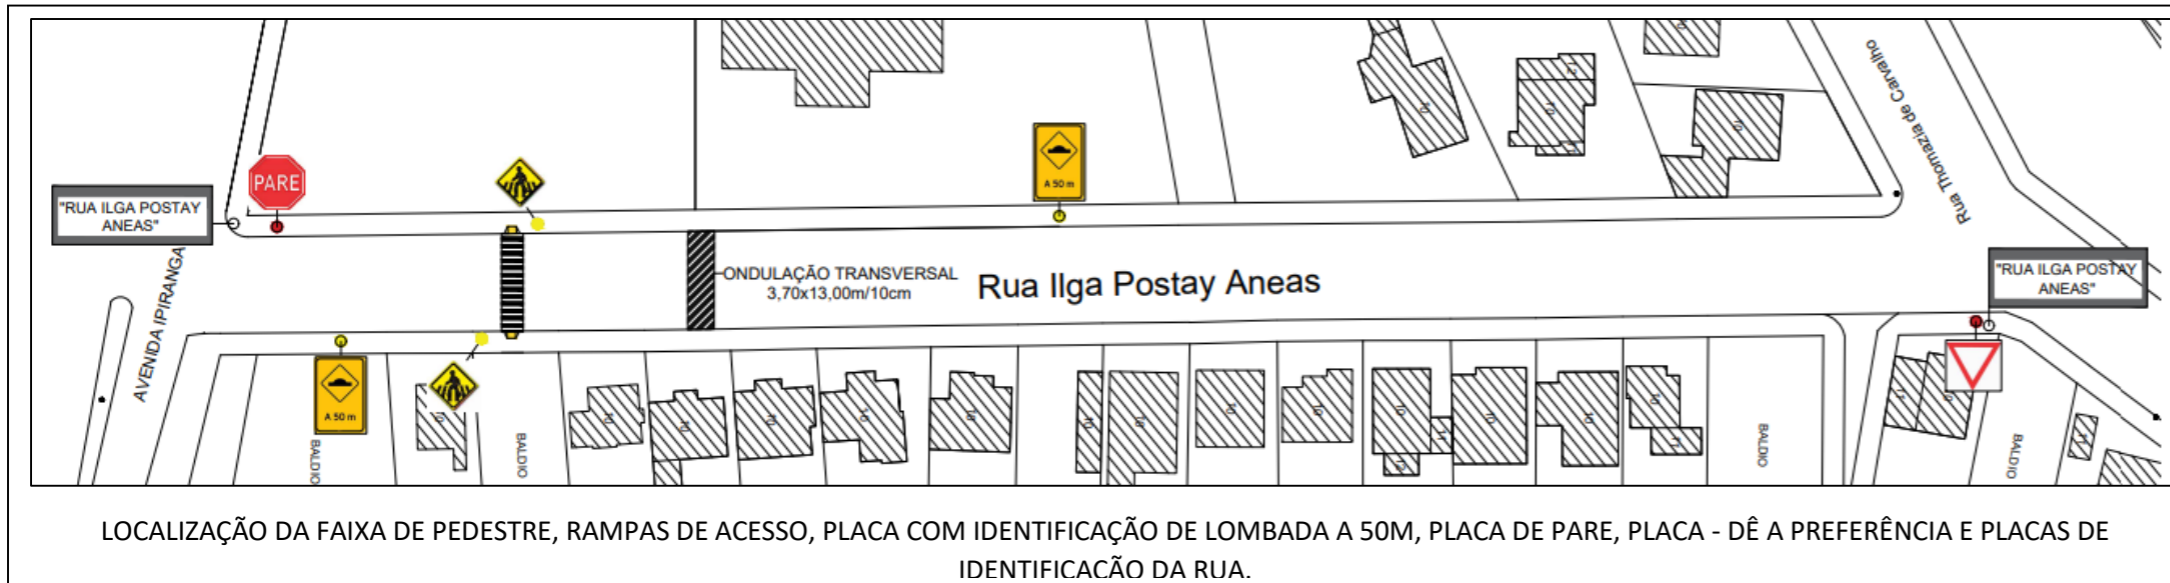 "RUA ILGA POSTAY
ANEAS"
PARE
AVENIDA IPIRANGA
A 50 m
A 50 m
ONDULAÇÃO TRANSVERSAL
3,70x13,00m/10cm
Rua Ilga Postay Aneas
Rua Thomazia de Carvalho
"RUA ILGA POSTAY
ANEAS"
BALDIO
BALDIO
BALDIO
BALDIO
LOCALIZAÇÃO DA FAIXA DE PEDESTRE, RAMPAS DE ACESSO, PLACA COM IDENTIFICAÇÃO DE LOMBADA A 50M, PLACA DE PARE, PLACA - DÊ A PREFERÊNCIA E PLACAS DE
IDENTIFICAÇÃO DA RUA.